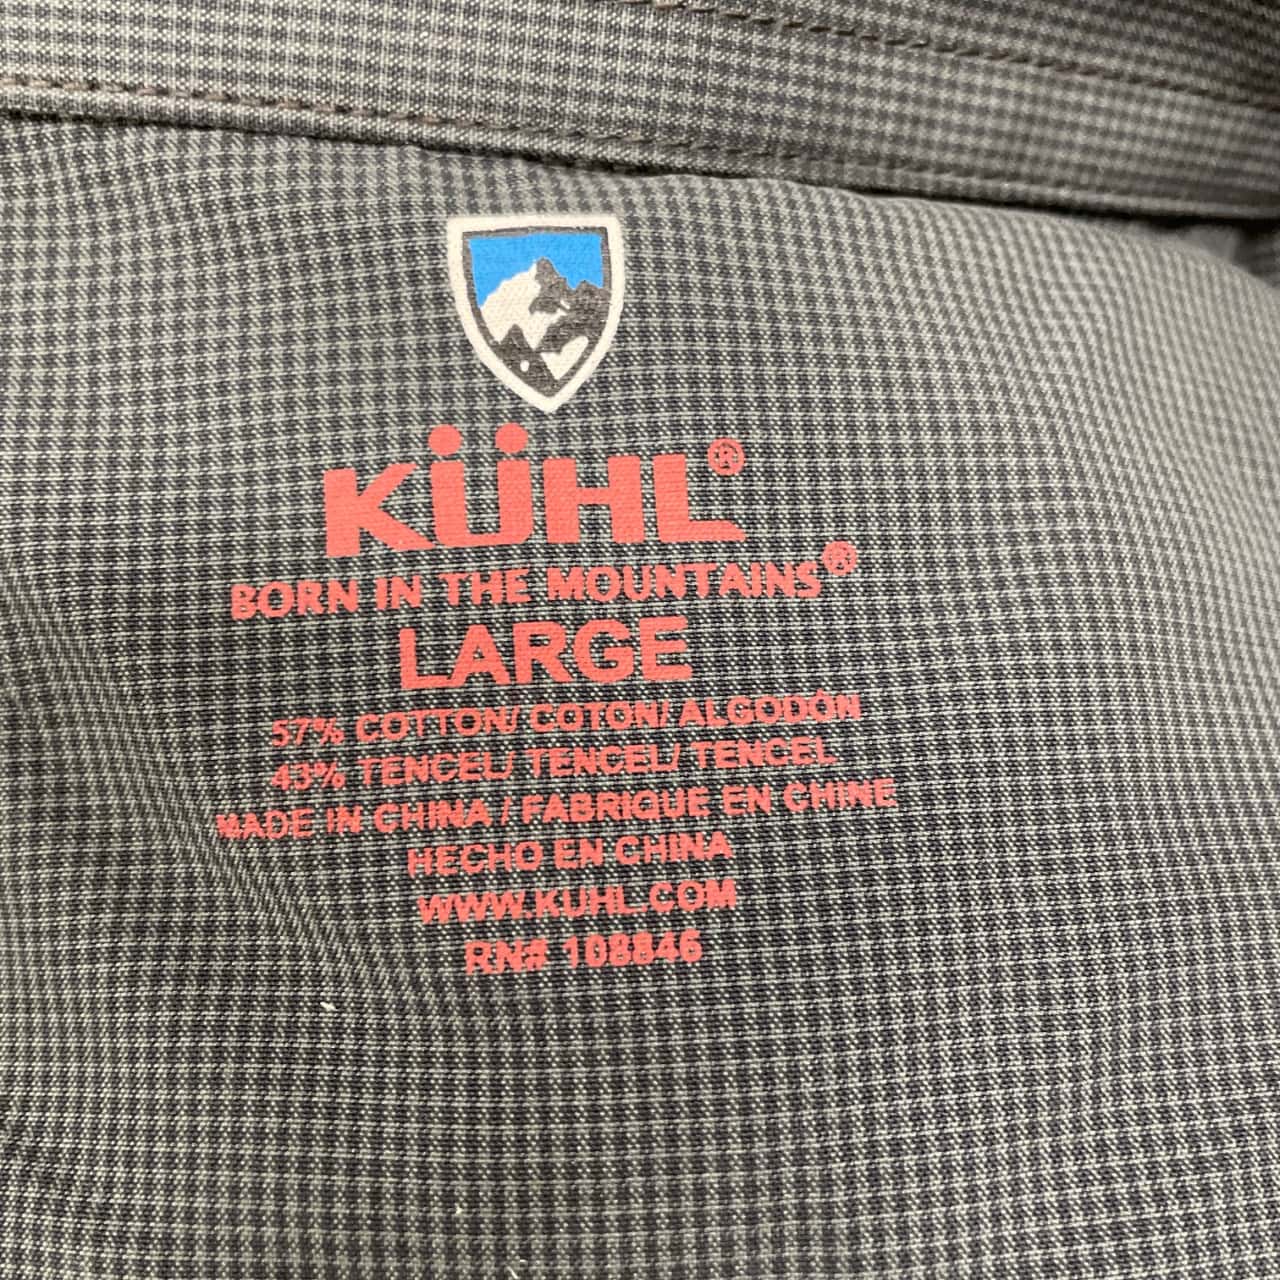 KÜHL®
BORN IN THE MOUNTAINS®
LARGE
57% COTTON/ COTON/ ALGODÓN
43% TENCEL/ TENCEL/ TENCEL
MADE IN CHINA / FABRIQUE EN CHINE
HECHO EN CHINA
WWW.KUHL.COM
RN# 108846